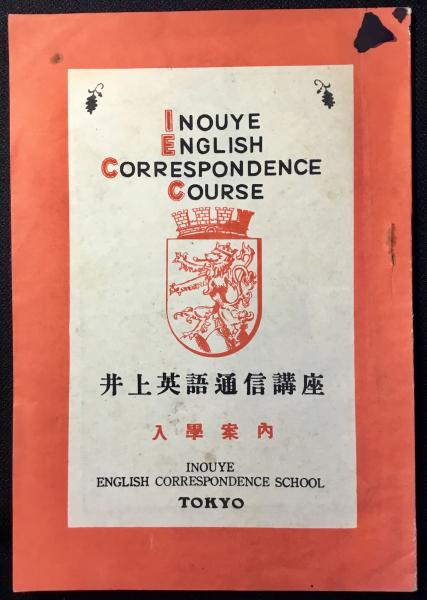 INOUYE
ENGLISH
CORRESPONDENCE
COURSE
井上英語通信講座
入學案內
INOUYE
ENGLISH CORRESPONDENCE SCHOOL
TOKYO